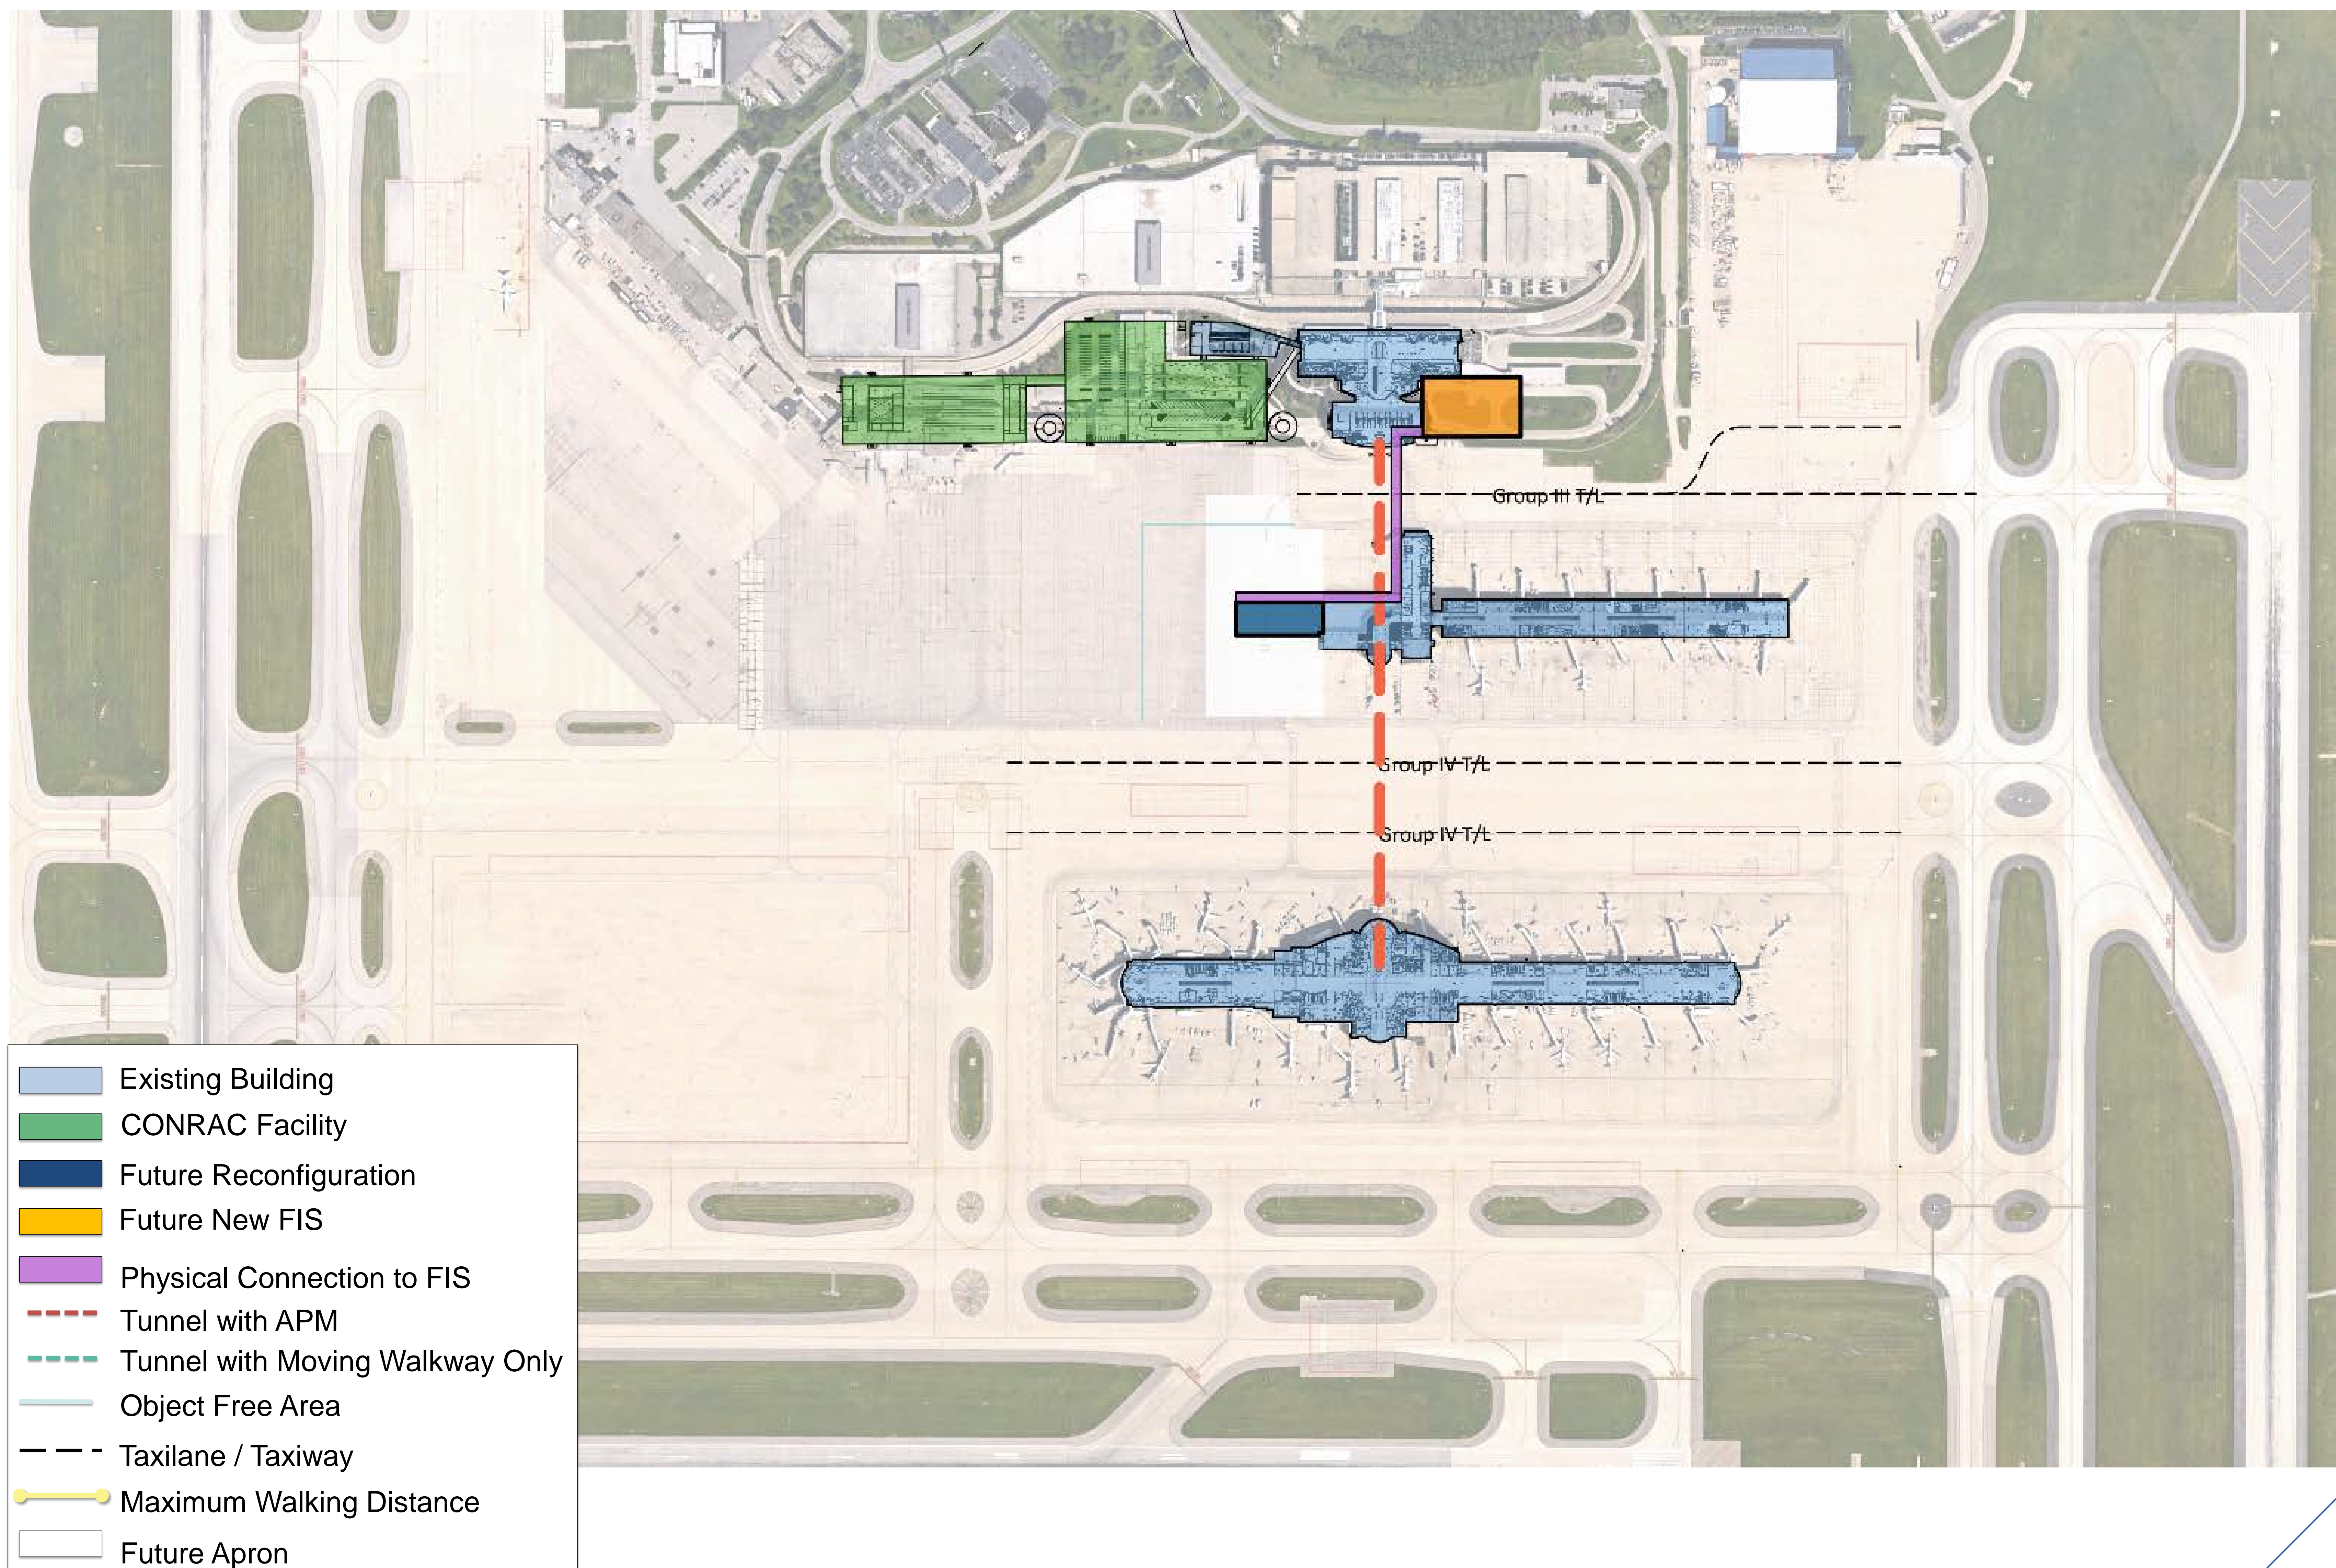 Group III T/L
Group IV T/L
Group IV T/L
Existing Building
CONRAC Facility
Future Reconfiguration
Future New FIS
Physical Connection to FIS
Tunnel with APM
Tunnel with Moving Walkway Only
Object Free Area
Taxilane / Taxiway
Maximum Walking Distance
Future Apron